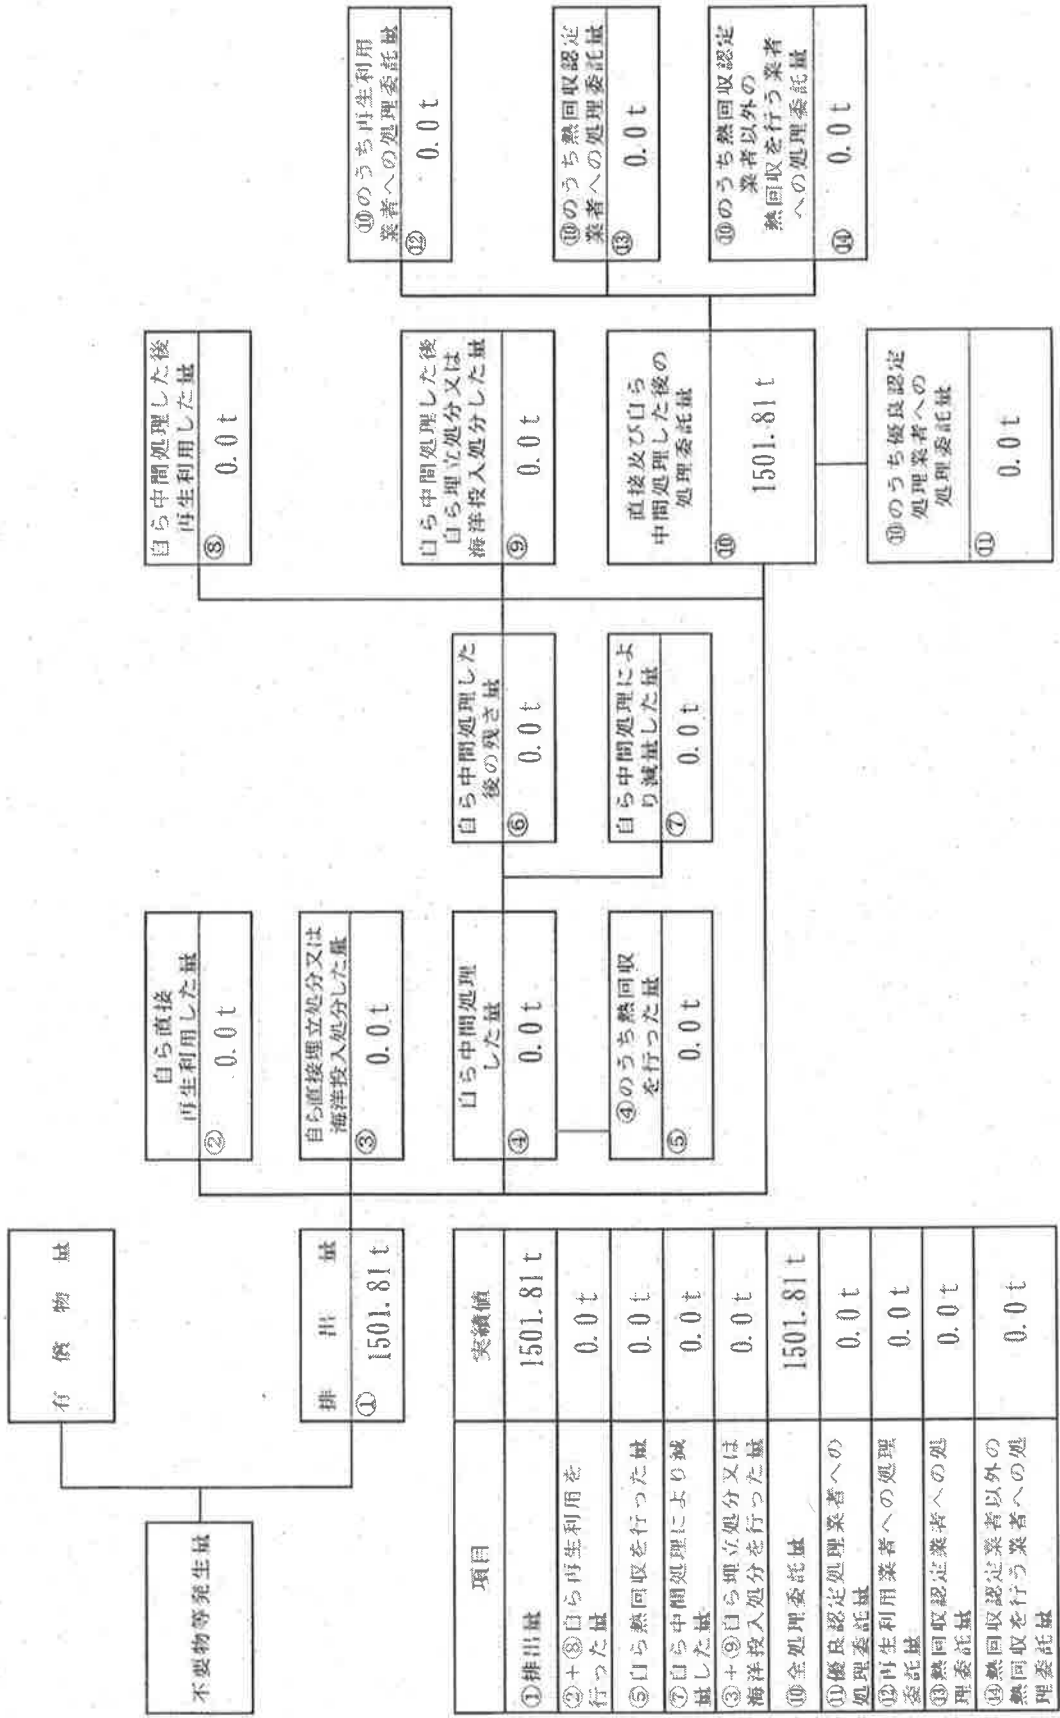 不要物等発生量
有償物量
排出量
① 1501.81 t
自ら直接
再生利用した量
② 0.0 t
自ら直接埋立処分又は
海洋投入処分した量
③ 0.0 t
自ら中間処理
した量
④ 0.0 t
④のうち熱回収
を行った量
⑤ 0.0 t
自ら中間処理した
後の残さ量
⑥ 0.0 t
自ら中間処理によ
り減量した量
⑦ 0.0 t
自ら中間処理した後
再生利用した量
⑧ 0.0 t
自ら中間処理した後
自ら埋立処分又は
海洋投入処分した量
⑨ 0.0 t
直接及び自ら
中間処理した後の
処理委託量
⑩ 1501.81 t
⑩のうち優良認定
処理業者への
処理委託量
⑪ 0.0 t
⑩のうち再生利用
業者への処理委託量
⑫ 0.0 t
⑩のうち熱回収認定
業者への処理委託量
⑬ 0.0 t
⑩のうち熱回収認定
業者以外の
熱回収を行う業者
への処理委託量
⑭ 0.0 t
項目 実績値
①排出量 1501.81 t
②+⑧自ら再生利用を
行った量 0.0 t
⑤自ら熱回収を行った量 0.0 t
⑦自ら中間処理により減
量した量 0.0 t
③+⑨自ら埋立処分又は
海洋投入処分を行った量 0.0 t
⑩全処理委託量 1501.81 t
⑪優良認定処理業者への
処理委託量 0.0 t
⑫再生利用業者への処理
委託量 0.0 t
⑬熱回収認定業者への処
理委託量 0.0 t
⑭熱回収認定業者以外の
熱回収を行う業者への処
理委託量 0.0 t